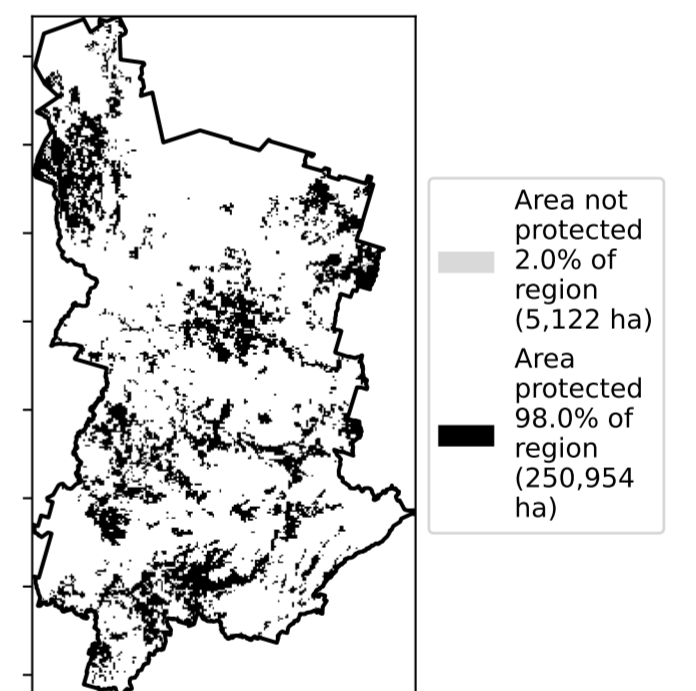 Area not
protected
2.0% of
region
(5,122 ha)
Area
protected
98.0% of
region
(250,954
ha)